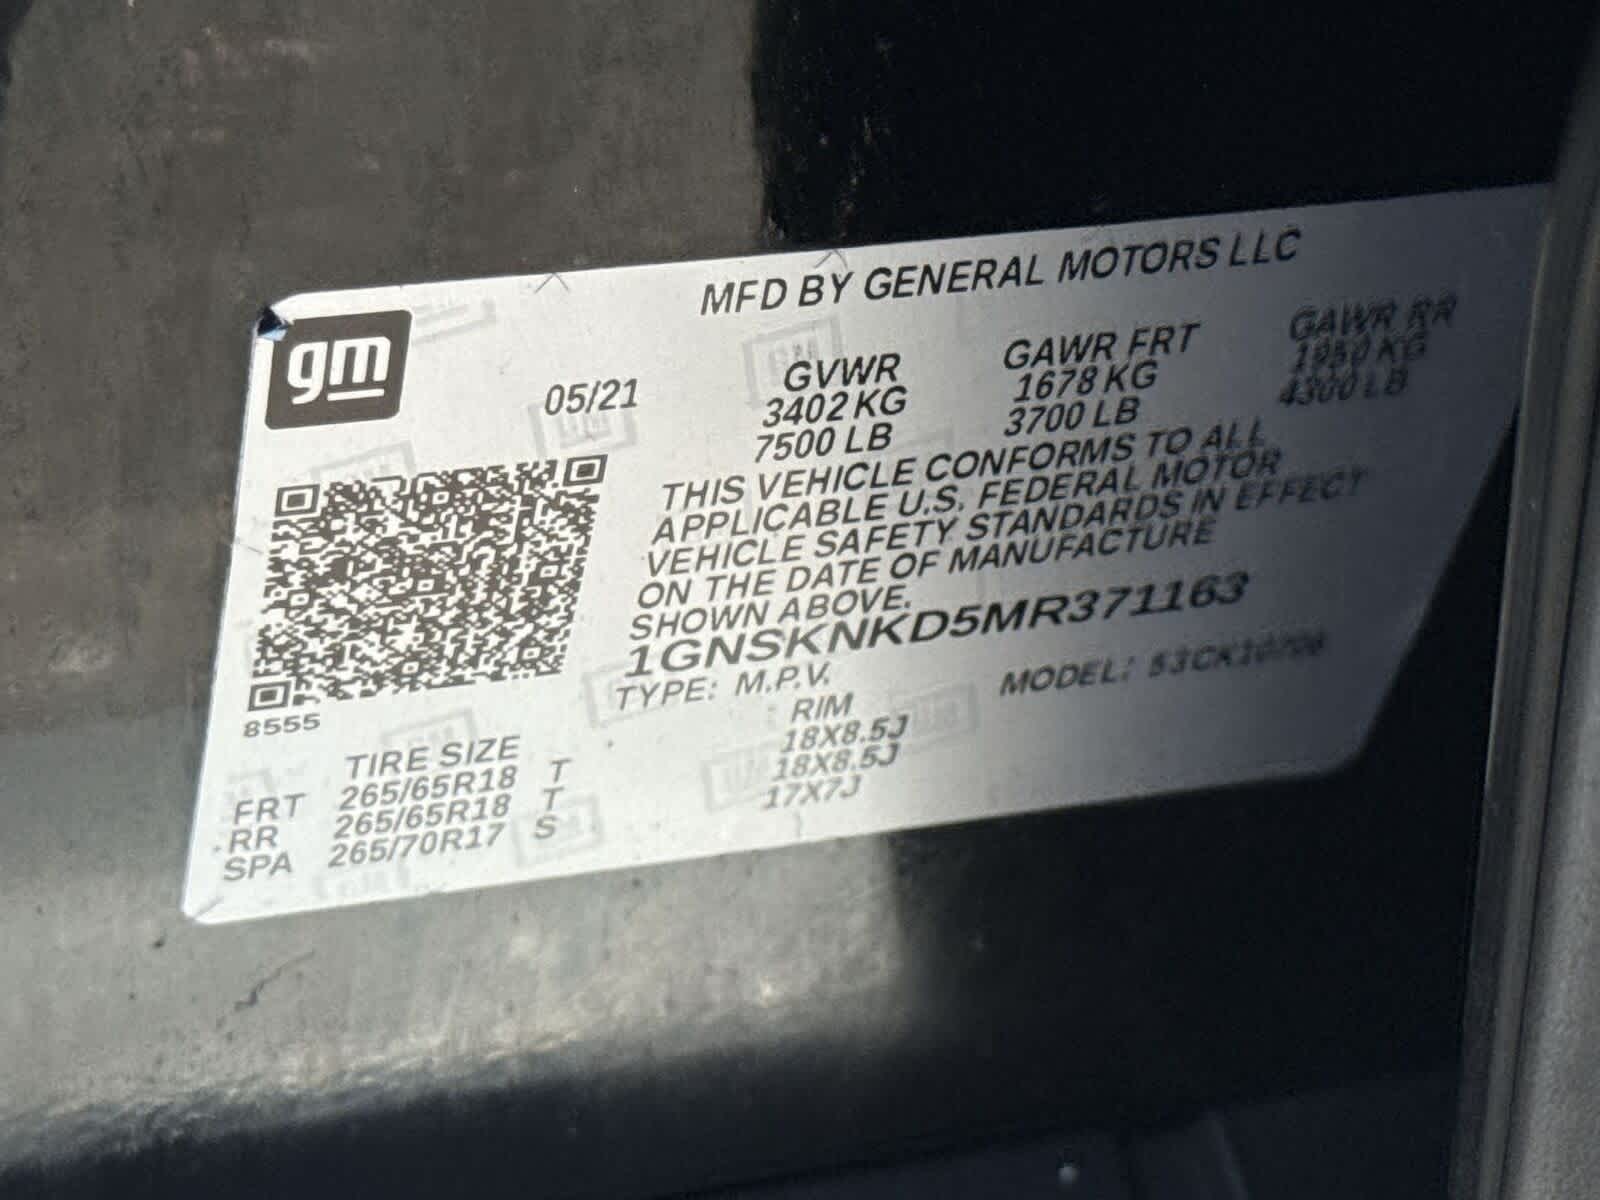 gm
MFD BY GENERAL MOTORS LLC
05/21
GVWR
3402 KG
7500 LB
GAWR FRT
1678 KG
3700 LB
GAWR RR
1950 KG
4300 LB
THIS VEHICLE CONFORMS TO ALL
APPLICABLE U.S. FEDERAL MOTOR
VEHICLE SAFETY STANDARDS IN EFFECT
ON THE DATE OF MANUFACTURE
SHOWN ABOVE.
1GNSKNKD5MR371163
TYPE: M.P.V.
MODEL:
8555
TIRE SIZE RIM
FRT 265/65R18 T 18X8.5J
RR 265/65R18 T 18X8.5J
SPA 265/70R17 S 17X7J